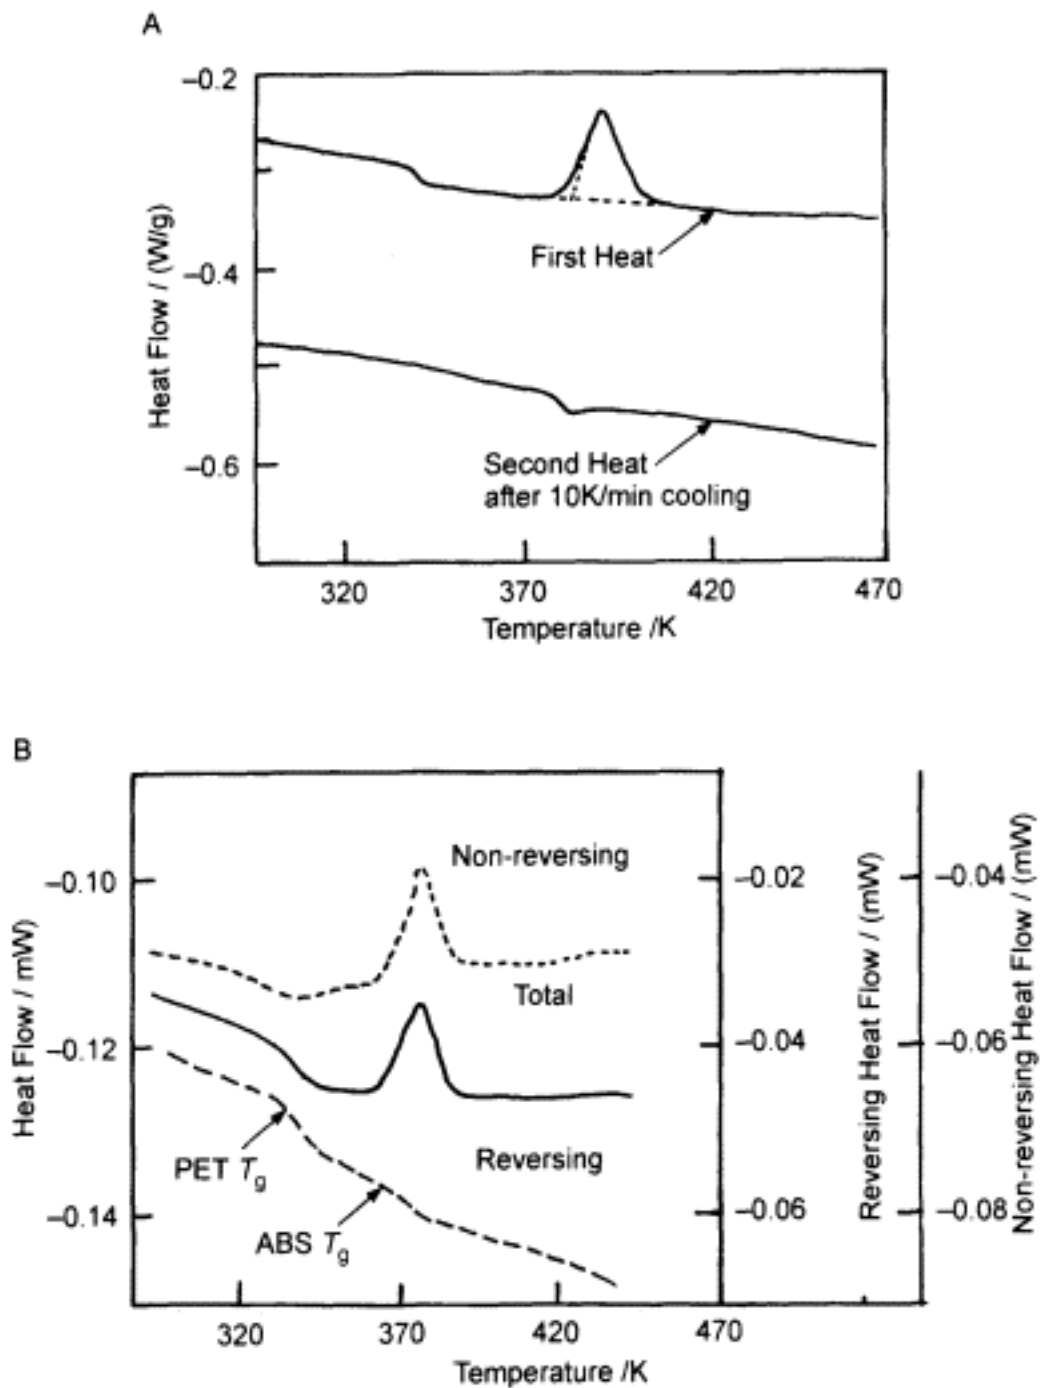 A
–0.2
–0.4
–0.6
Heat Flow / (W/g)
First Heat
Second Heat
after 10K/min cooling
320
370
420
470
Temperature /K
B
–0.10
–0.12
–0.14
Heat Flow / mW)
Non-reversing
Total
Reversing
PET Tg
ABS Tg
–0.02
–0.04
–0.06
Reversing Heat Flow / (mW)
–0.04
–0.06
–0.08
Non-reversing Heat Flow / (mW)
320
370
420
470
Temperature /K